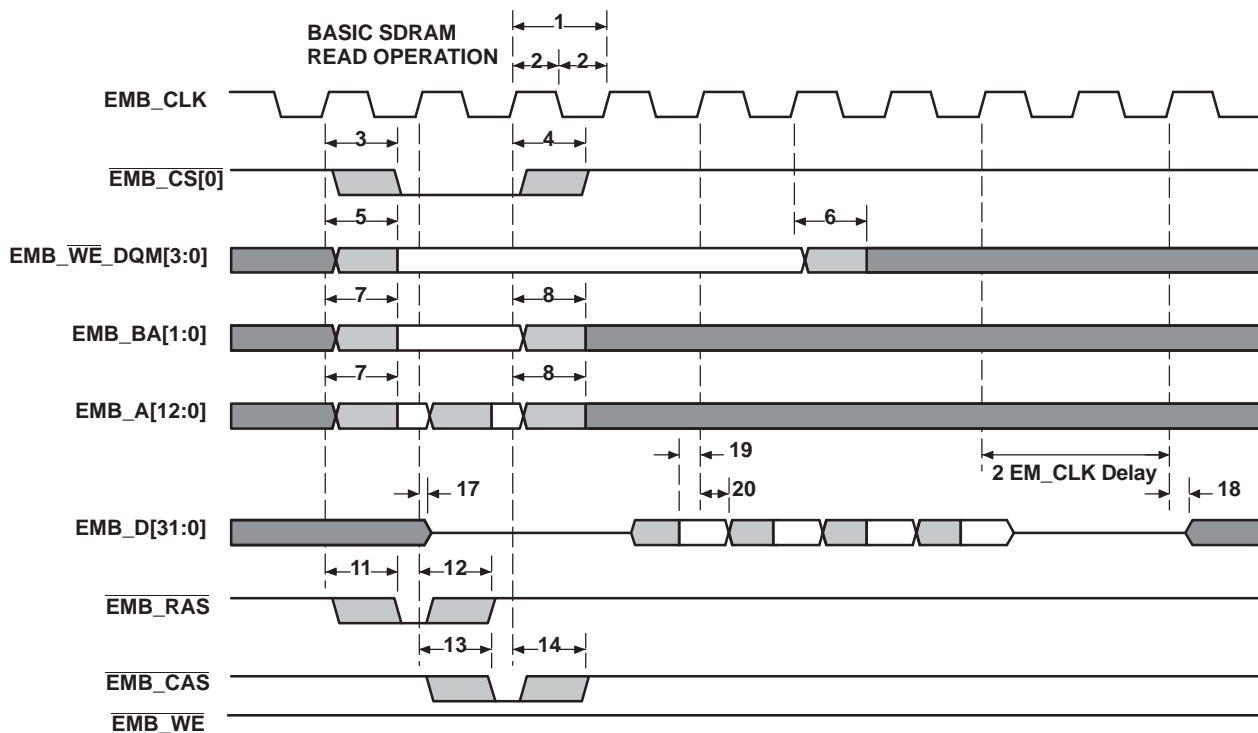 1
BASIC SDRAM
READ OPERATION
2 2
EMB_CLK
3 4
EMB_CS[0]
5 6
EMB_WE_DQM[3:0]
7 8
EMB_BA[1:0]
7 8
EMB_A[12:0]
19
2 EM_CLK Delay
17 20 18
EMB_D[31:0]
11 12
EMB_RAS
13 14
EMB_CAS
EMB_WE